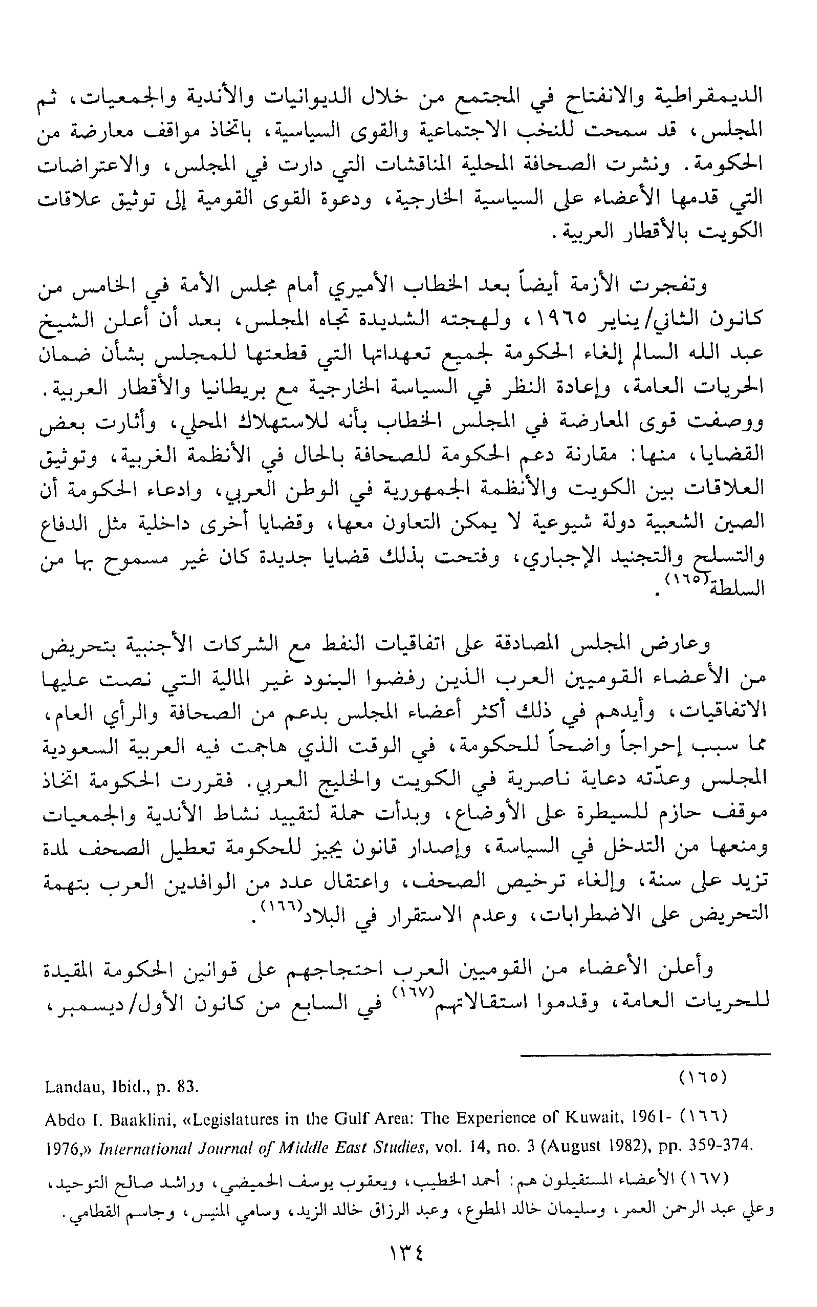 الديمقراطية والانفتاح في المجتمع من خلال الديوانيات والأندية والجمعيات، ثم
المجلس، قد سمحت للنخب الاجتماعية والقوى السياسية، باتخاذ مواقف معارضة من
الحكومة. ونشرت الصحافة المحلية المناقشات التي دارت في المجلس، والاعتراضات
التي قدمها الأعضاء على السياسية الخارجية، ودعوة القوى القومية إلى توثيق علاقات
الكويت بالأقطار العربية.
وتفجرت الأزمة أيضاً بعد الخطاب الأميري أمام مجلس الأمة في الخامس من
كانون الثاني/يناير ١٩٦٥، ولهجته الشديدة تجاه المجلس، بعد أن أعلن الشيخ
عبد الله السالم إلغاء الحكومة لجميع تعهداتها التي قطعتها للمجلس بشأن ضمان
الحريات العامة، وإعادة النظر في السياسة الخارجية مع بريطانيا والأقطار العربية.
ووصفت قوى المعارضة في المجلس الخطاب بأنه للاستهلاك المحلي، وأثارت بعض
القضايا، منها: مقارنة دعم الحكومة للصحافة بالحال في الأنظمة الغربية، وتوثيق
العلاقات بين الكويت والأنظمة الجمهورية في الوطن العربي، وادعاء الحكومة أن
الصين الشعبية دولة شيوعية لا يمكن التعاون معها، وقضايا أخرى داخلية مثل الدفاع
والتسلح والتجنيد الإجباري، وفتحت بذلك قضايا جديدة كان غير مسموح بها من
السلطة(١٦٥).
وعارض المجلس المصادقة على اتفاقيات النفط مع الشركات الأجنبية بتحريض
من الأعضاء القوميين العرب الذين رفضوا البنود غير المالية التي نصت عليها
الاتفاقيات، وأيدهم في ذلك أكثر أعضاء المجلس بدعم من الصحافة والرأي العام،
مما سبب إحراجاً واضحاً للحكومة، في الوقت الذي هاجمت فيه العربية السعودية
المجلس وعدّته دعاية ناصرية في الكويت والخليج العربي. فقررت الحكومة اتخاذ
موقف حازم للسيطرة على الأوضاع، وبدأت حملة لتقييد نشاط الأندية والجمعيات
ومنعها من التدخل في السياسة، وإصدار قانون يجيز للحكومة تعطيل الصحف لمدة
تزيد على سنة، وإلغاء ترخيص الصحف، واعتقال عدد من الوافدين العرب بتهمة
التحريض على الاضطرابات، وعدم الاستقرار في البلاد(١٦٦).
وأعلن الأعضاء من القوميين العرب احتجاجهم على قوانين الحكومة المقيدة
للحريات العامة، وقدموا استقالاتهم(١٦٧) في السابع من كانون الأول/ديسمبر،
(١٦٥) Landau, Ibid., p. 83.
(١٦٦) Abdo I. Baaklini, «Legislatures in the Gulf Area: The Experience of Kuwait, 1961-
1976,» International Journal of Middle East Studies, vol. 14, no. 3 (August 1982), pp. 359-374.
(١٦٧) الأعضاء المستقيلون هم: أحمد الخطيب، ويعقوب يوسف الحميضي، وراشد صالح التوحيد،
وعلي عبد الرحمن العمر، وسليمان خالد المطوع، وعبد الرزاق خالد الزيد، وسامي المنيس، وجاسم القطامي.
١٣٤